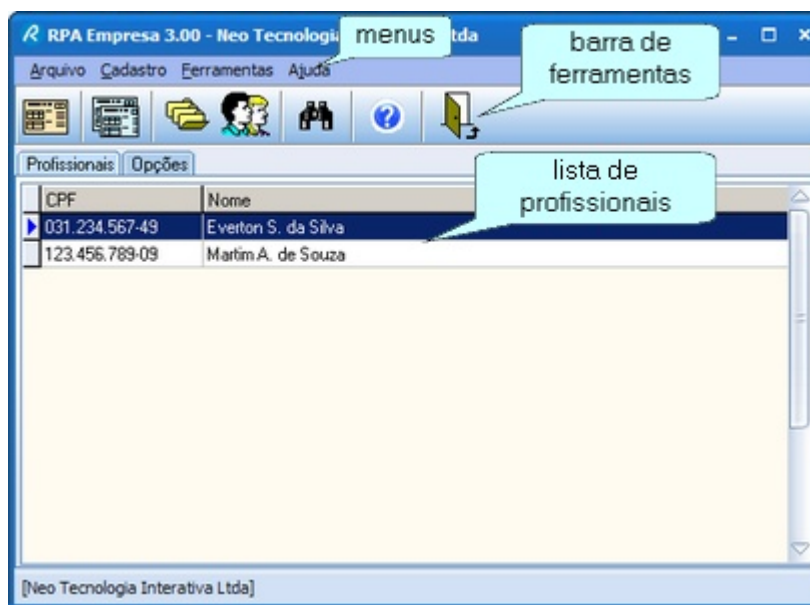 RPA Empresa 3.00 - Neo Tecnologia tda
menus
barra de
ferramentas
Arquivo Cadastro Ferramentas Ajuda
Profissionais Opções
lista de
profissionais
CPF Nome
031.234.567-49 Everton S. da Silva
123.456.789-09 Martim A. de Souza
[Neo Tecnologia Interativa Ltda]